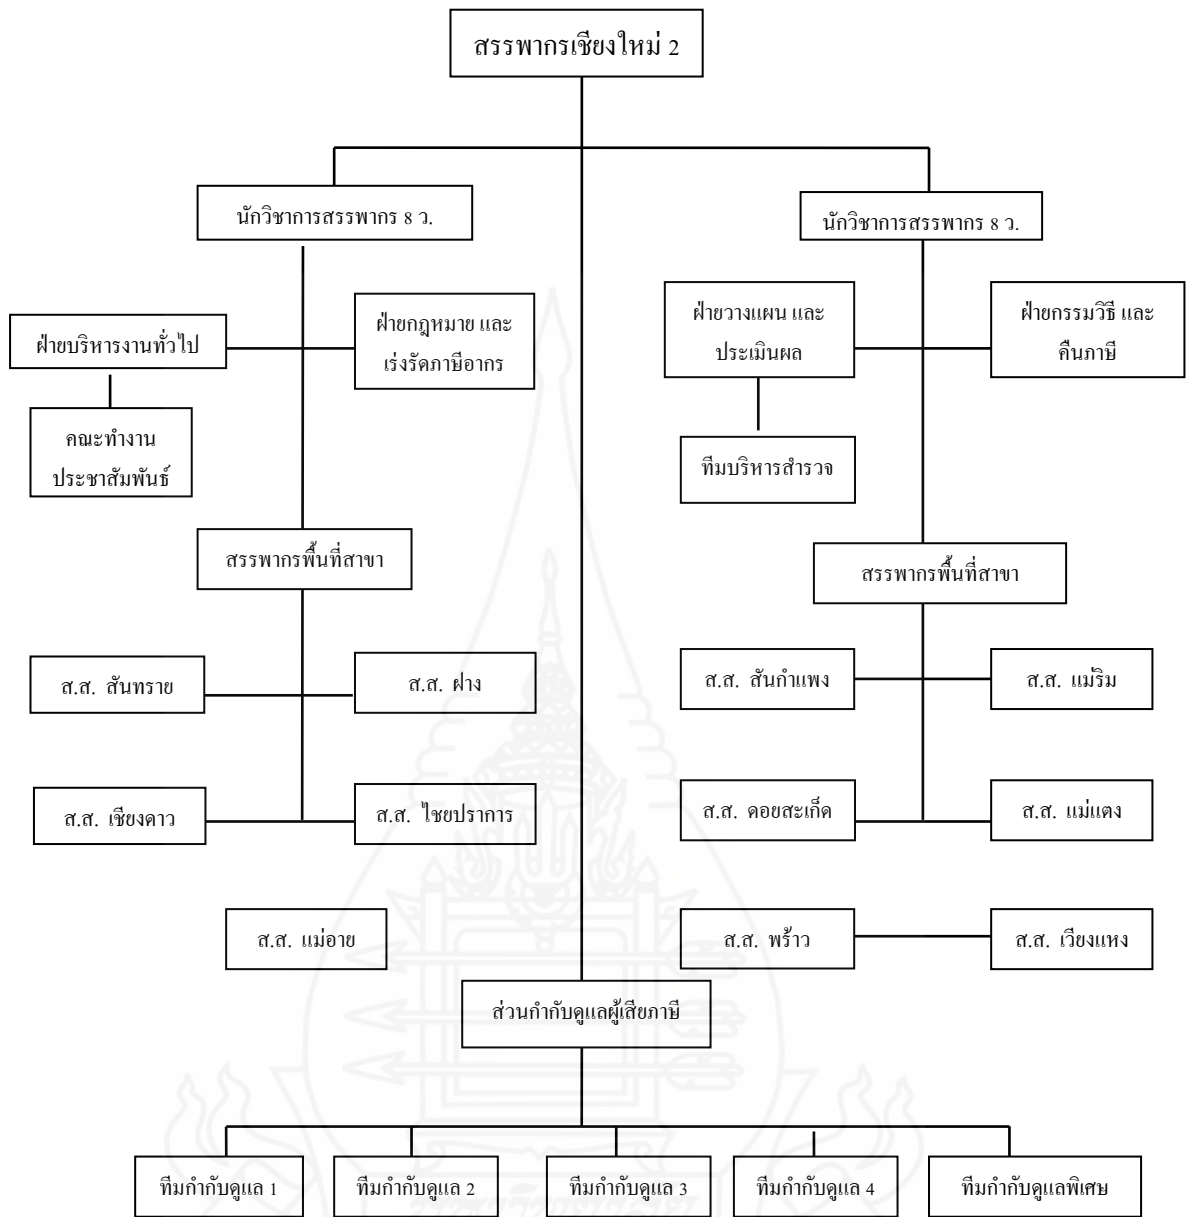 สรรพากรเชียงใหม่ 2
นักวิชาการสรรพากร 8 ว.
นักวิชาการสรรพากร 8 ว.
ฝ่ายบริหารงานทั่วไป
ฝ่ายกฎหมาย และ
เร่งรัดภาษีอากร
ฝ่ายวางแผน และ
ประเมินผล
ฝ่ายกรรมวิธี และ
คืนภาษี
คณะทำงาน
ประชาสัมพันธ์
ทีมบริหารสำรวจ
สรรพากรพื้นที่สาขา
สรรพากรพื้นที่สาขา
ส.ส. สันทราย
ส.ส. ฝาง
ส.ส. สันกำแพง
ส.ส. แม่ริม
ส.ส. เชียงดาว
ส.ส. ไชยปราการ
ส.ส. ดอยสะเก็ด
ส.ส. แม่แตง
ส.ส. แม่อาย
ส.ส. พร้าว
ส.ส. เวียงแหง
ส่วนกำกับดูแลผู้เสียภาษี
ทีมกำกับดูแล 1
ทีมกำกับดูแล 2
ทีมกำกับดูแล 3
ทีมกำกับดูแล 4
ทีมกำกับดูแลพิเศษ